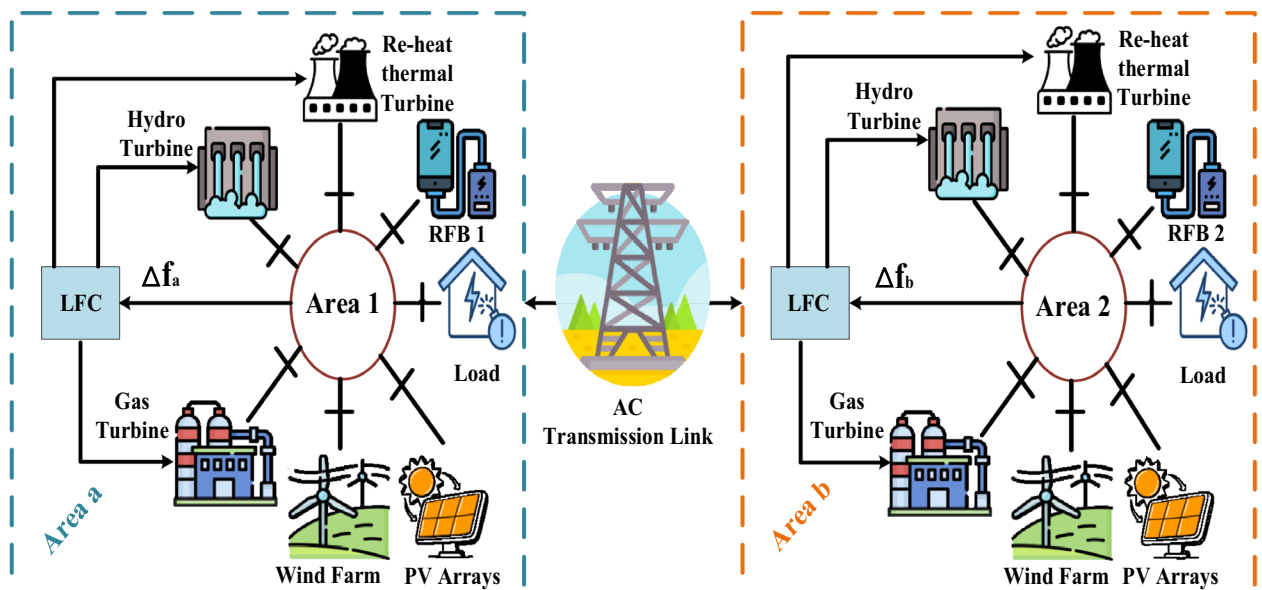 Re-heat
thermal
Turbine
Hydro
Turbine
RFB 1
Δfa
LFC
Area 1
Load
Gas
Turbine
Area a
Wind Farm
PV Arrays
AC
Transmission Link
Re-heat
thermal
Turbine
Hydro
Turbine
RFB 2
Δfb
LFC
Area 2
Load
Gas
Turbine
Area b
Wind Farm
PV Arrays